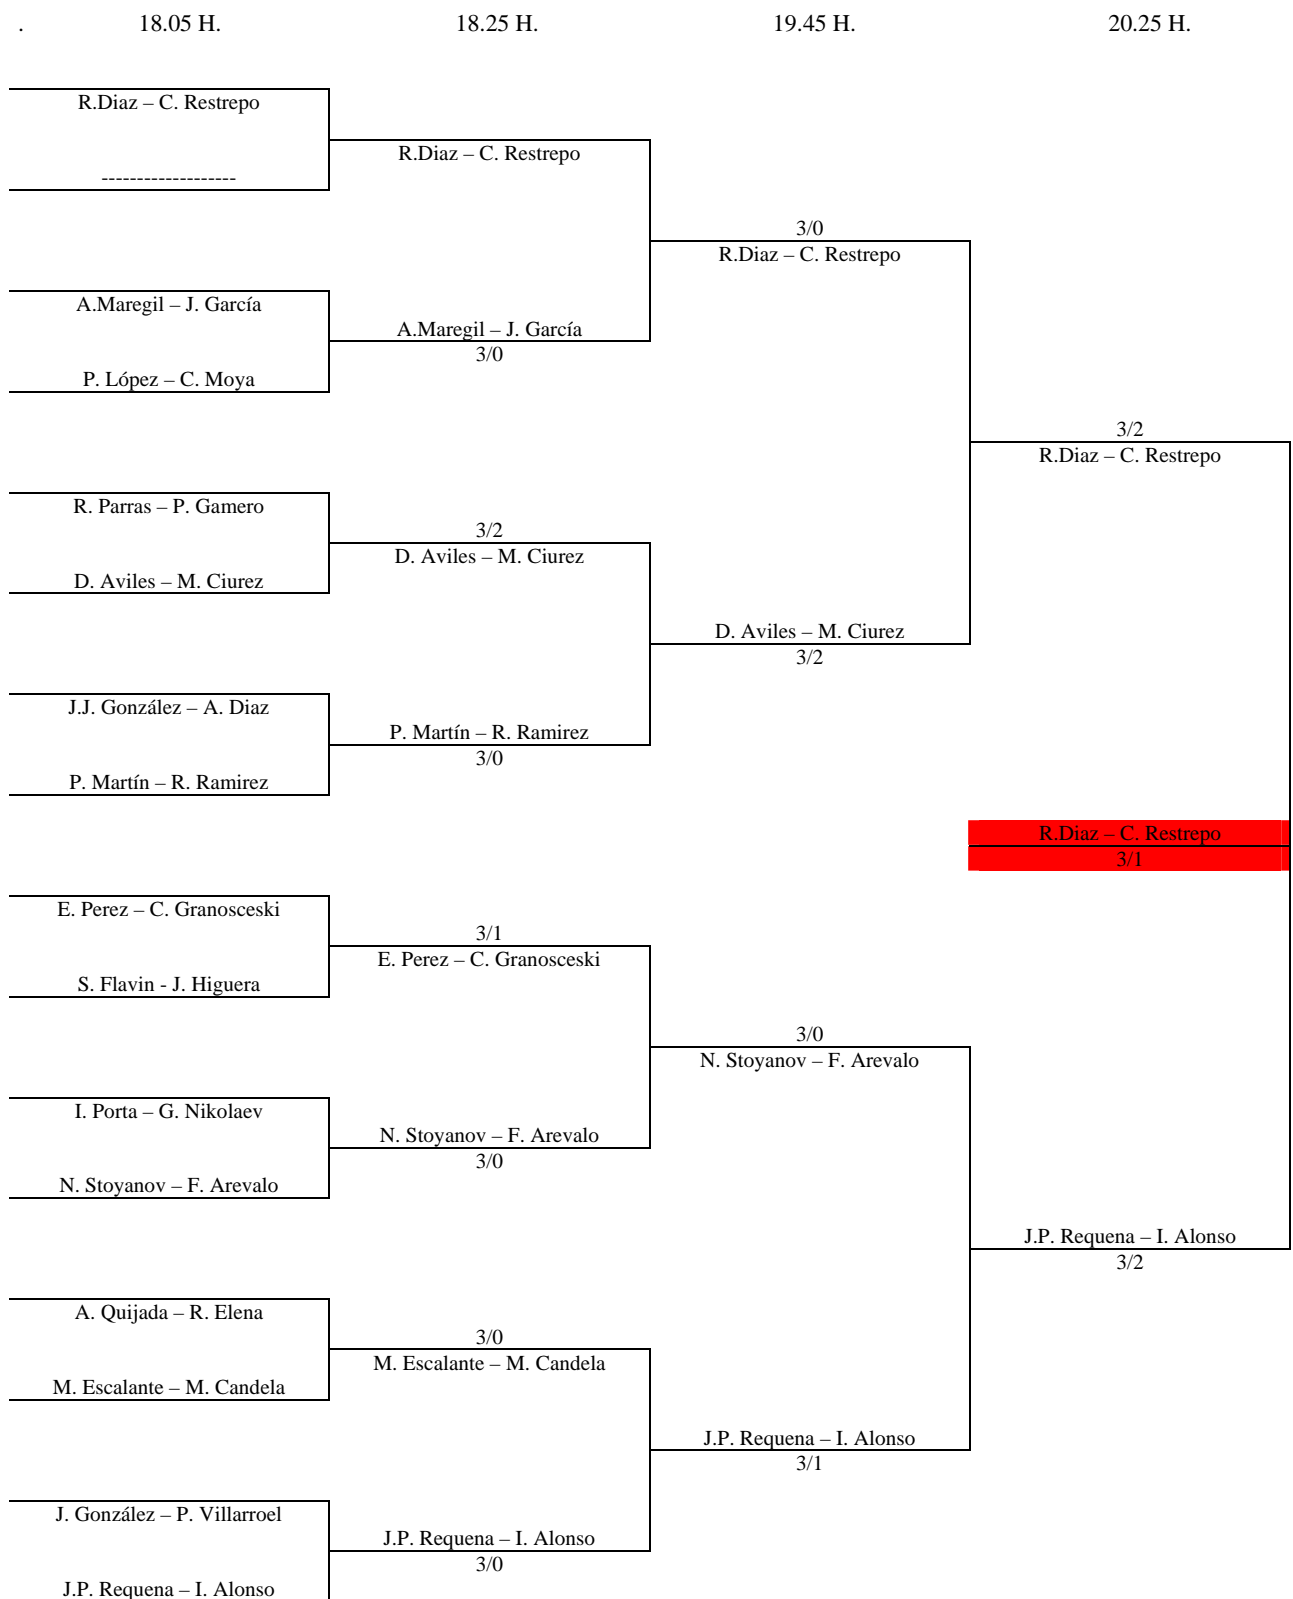 . 18.05 H. 18.25 H. 19.45 H. 20.25 H.
R.Diaz – C. Restrepo
R.Diaz – C. Restrepo
-------------------
3/0
R.Diaz – C. Restrepo
A.Maregil – J. García
A.Maregil – J. García
3/0
P. López – C. Moya
3/2
R.Diaz – C. Restrepo
R. Parras – P. Gamero
3/2
D. Aviles – M. Ciurez
D. Aviles – M. Ciurez
D. Aviles – M. Ciurez
3/2
J.J. González – A. Diaz
P. Martín – R. Ramirez
3/0
P. Martín – R. Ramirez
R.Diaz – C. Restrepo
3/1
E. Perez – C. Granosceski
3/1
E. Perez – C. Granosceski
S. Flavin - J. Higuera
3/0
N. Stoyanov – F. Arevalo
I. Porta – G. Nikolaev
N. Stoyanov – F. Arevalo
3/0
N. Stoyanov – F. Arevalo
J.P. Requena – I. Alonso
3/2
A. Quijada – R. Elena
3/0
M. Escalante – M. Candela
M. Escalante – M. Candela
J.P. Requena – I. Alonso
3/1
J. González – P. Villarroel
J.P. Requena – I. Alonso
3/0
J.P. Requena – I. Alonso